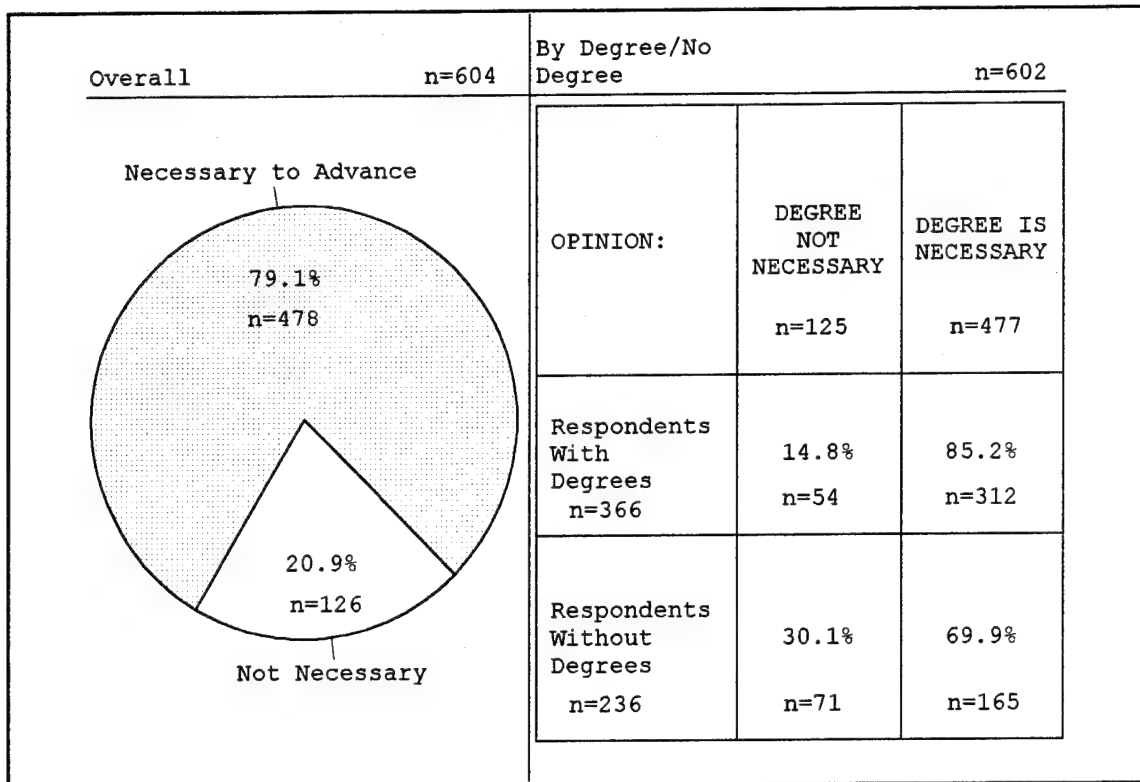 Overall n=604
Necessary to Advance
79.1%
n=478
20.9%
n=126
Not Necessary
By Degree/No
Degree n=602
OPINION:
DEGREE
NOT
NECESSARY
n=125
DEGREE IS
NECESSARY
n=477
Respondents
With
Degrees
n=366
14.8%
n=54
85.2%
n=312
Respondents
Without
Degrees
n=236
30.1%
n=71
69.9%
n=165